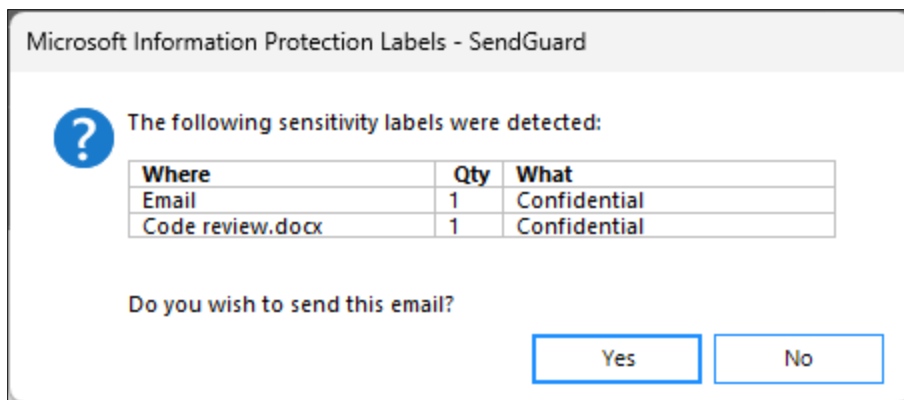 Microsoft Information Protection Labels - SendGuard
?
The following sensitivity labels were detected:
Where Qty What
Email 1 Confidential
Code review.docx 1 Confidential
Do you wish to send this email?
Yes No